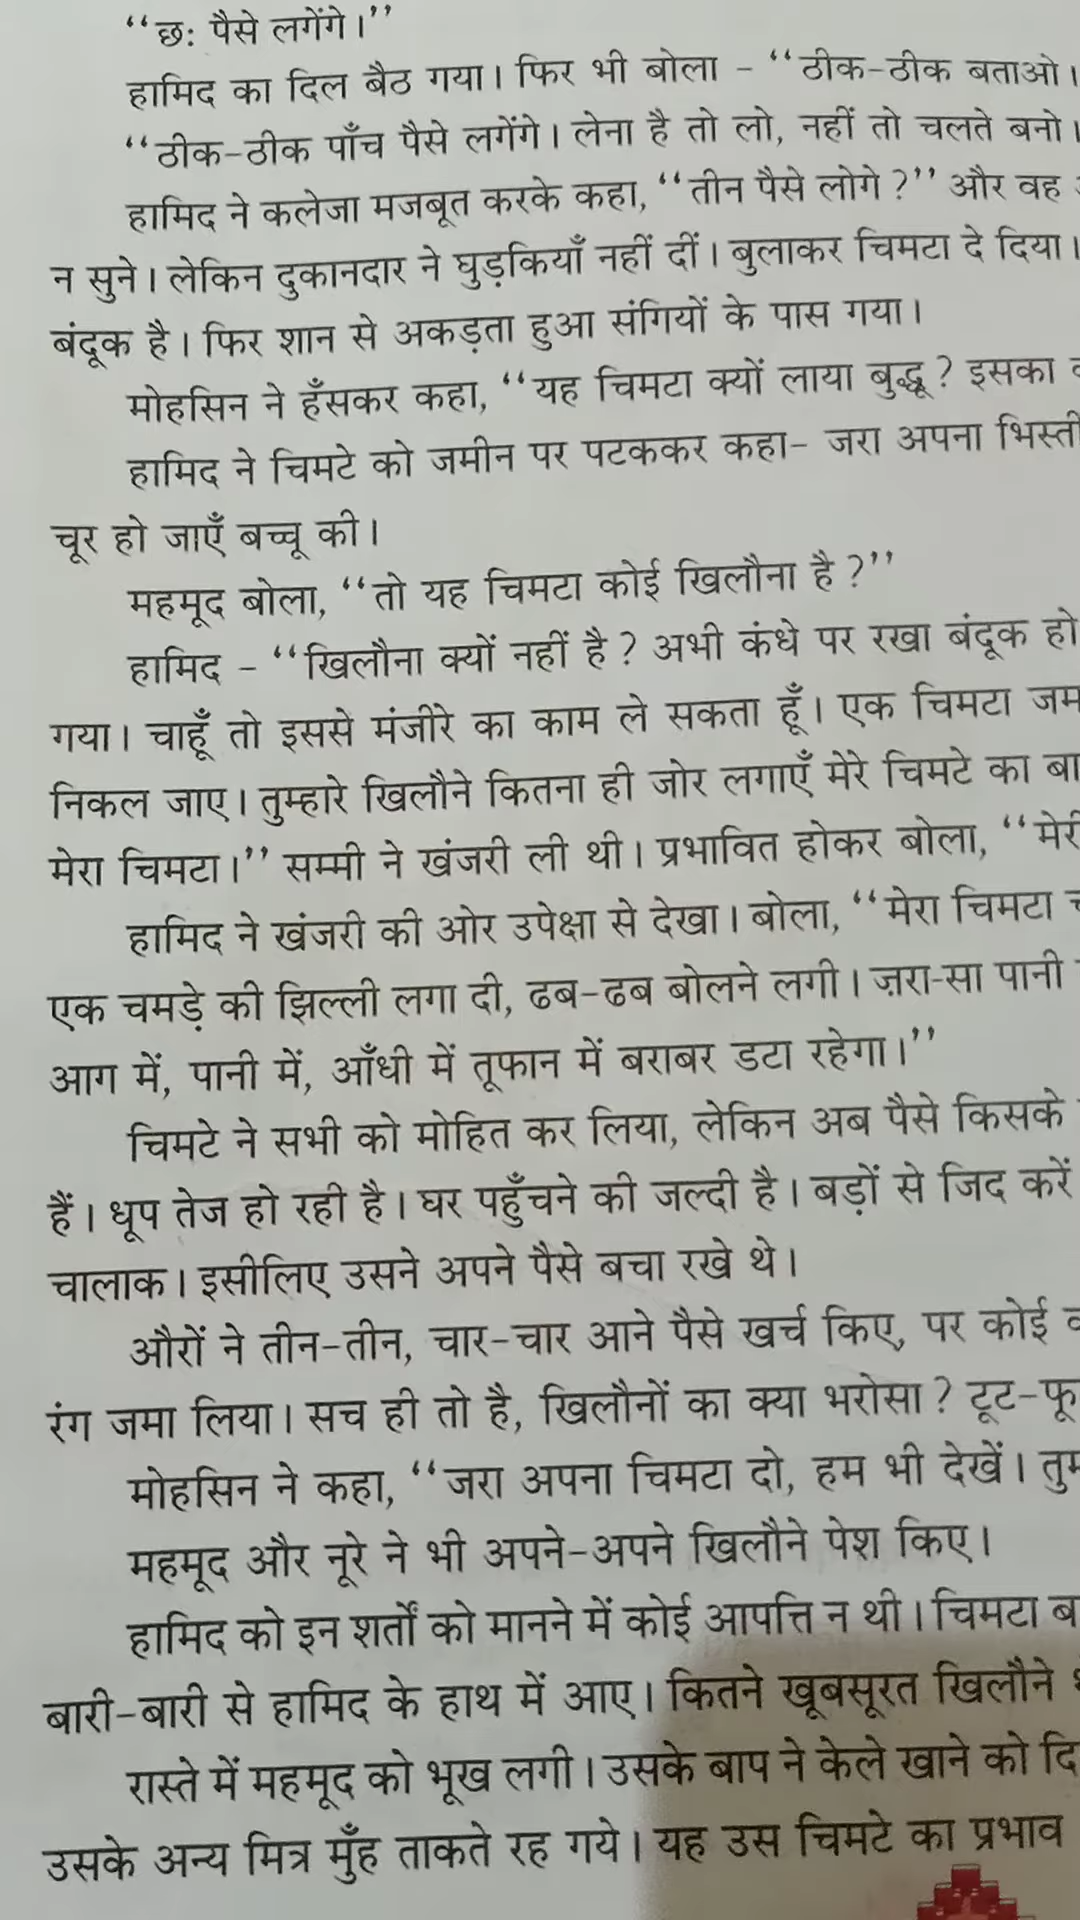 “छः पैसे लगेंगे।”
हामिद का दिल बैठ गया। फिर भी बोला - “ठीक-ठीक बताओ।
“ठीक-ठीक पाँच पैसे लगेंगे। लेना है तो लो, नहीं तो चलते बनो।
हामिद ने कलेजा मजबूत करके कहा, “तीन पैसे लोगे ?” और वह
न सुने। लेकिन दुकानदार ने घुड़कियाँ नहीं दीं। बुलाकर चिमटा दे दिया।
बंदूक है। फिर शान से अकड़ता हुआ संगियों के पास गया।
मोहसिन ने हँसकर कहा, “यह चिमटा क्यों लाया बुद्धू ? इसका
हामिद ने चिमटे को जमीन पर पटककर कहा- जरा अपना भिस्ती
चूर हो जाएँ बच्चू की।
महमूद बोला, “तो यह चिमटा कोई खिलौना है ?”
हामिद - “खिलौना क्यों नहीं है ? अभी कंधे पर रखा बंदूक हो
गया। चाहूँ तो इससे मंजीरे का काम ले सकता हूँ। एक चिमटा
निकल जाए। तुम्हारे खिलौने कितना ही जोर लगाएँ मेरे चिमटे का
मेरा चिमटा।” सम्मी ने खंजरी ली थी। प्रभावित होकर बोला, “मेरी
हामिद ने खंजरी की ओर उपेक्षा से देखा। बोला, “मेरा चिमटा
एक चमड़े की झिल्ली लगा दी, ढब-ढब बोलने लगी। ज़रा-सा पानी
आग में, पानी में, आँधी में तूफान में बराबर डटा रहेगा।”
चिमटे ने सभी को मोहित कर लिया, लेकिन अब पैसे किसके
हैं। धूप तेज हो रही है। घर पहुँचने की जल्दी है। बड़ों से जिद करें
चालाक। इसीलिए उसने अपने पैसे बचा रखे थे।
औरों ने तीन-तीन, चार-चार आने पैसे खर्च किए, पर कोई
रंग जमा लिया। सच ही तो है, खिलौनों का क्या भरोसा ? टूट-फू
मोहसिन ने कहा, “जरा अपना चिमटा दो, हम भी देखें।
महमूद और नूरे ने भी अपने-अपने खिलौने पेश किए।
हामिद को इन शर्तों को मानने में कोई आपत्ति न थी। चिमटा
बारी-बारी से हामिद के हाथ में आए। कितने खूबसूरत खिलौने
रास्ते में महमूद को भूख लगी। उसके बाप ने केले खाने को
उसके अन्य मित्र मुँह ताकते रह गये। यह उस चिमटे का प्रभाव